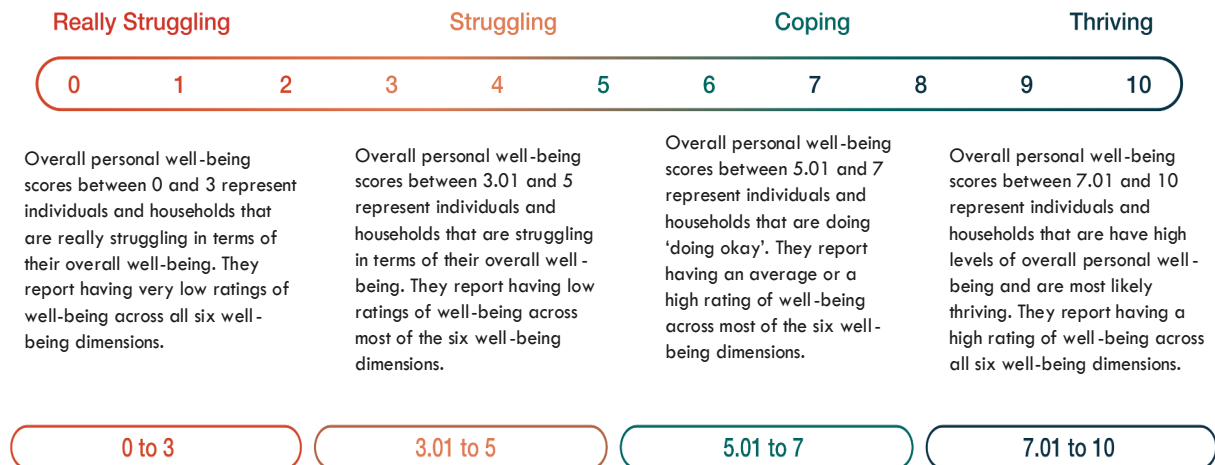 Really Struggling
Struggling
Coping
Thriving
0 1 2 3 4 5 6 7 8 9 10
Overall personal well-being
scores between 0 and 3 represent
individuals and households that
are really struggling in terms of
their overall well-being. They
report having very low ratings of
well-being across all six well-
being dimensions.
Overall personal well-being
scores between 3.01 and 5
represent individuals and
households that are struggling
in terms of their overall well-
being. They report having low
ratings of well-being across
most of the six well-being
dimensions.
Overall personal well-being
scores between 5.01 and 7
represent individuals and
households that are doing
‘doing okay’. They report
having an average or a
high rating of well-being
across most of the six well-
being dimensions.
Overall personal well-being
scores between 7.01 and 10
represent individuals and
households that are have high
levels of overall personal well-
being and are most likely
thriving. They report having a
high rating of well-being across
all six well-being dimensions.
0 to 3
3.01 to 5
5.01 to 7
7.01 to 10